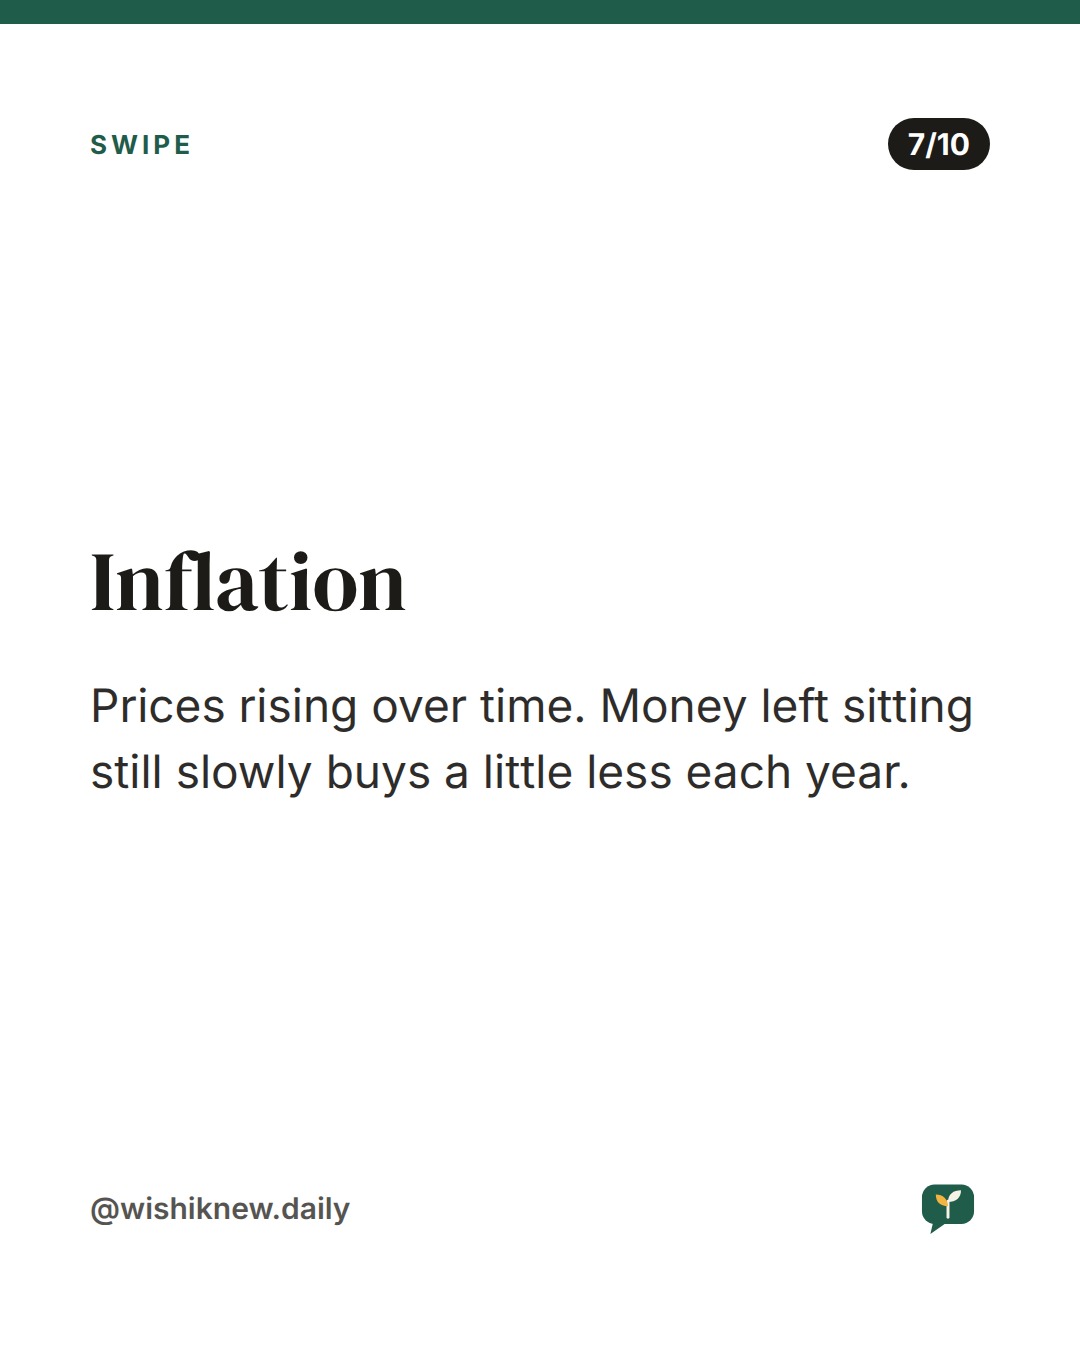 SWIPE
7/10
Inflation
Prices rising over time. Money left sitting
still slowly buys a little less each year.
@wishiknew.daily